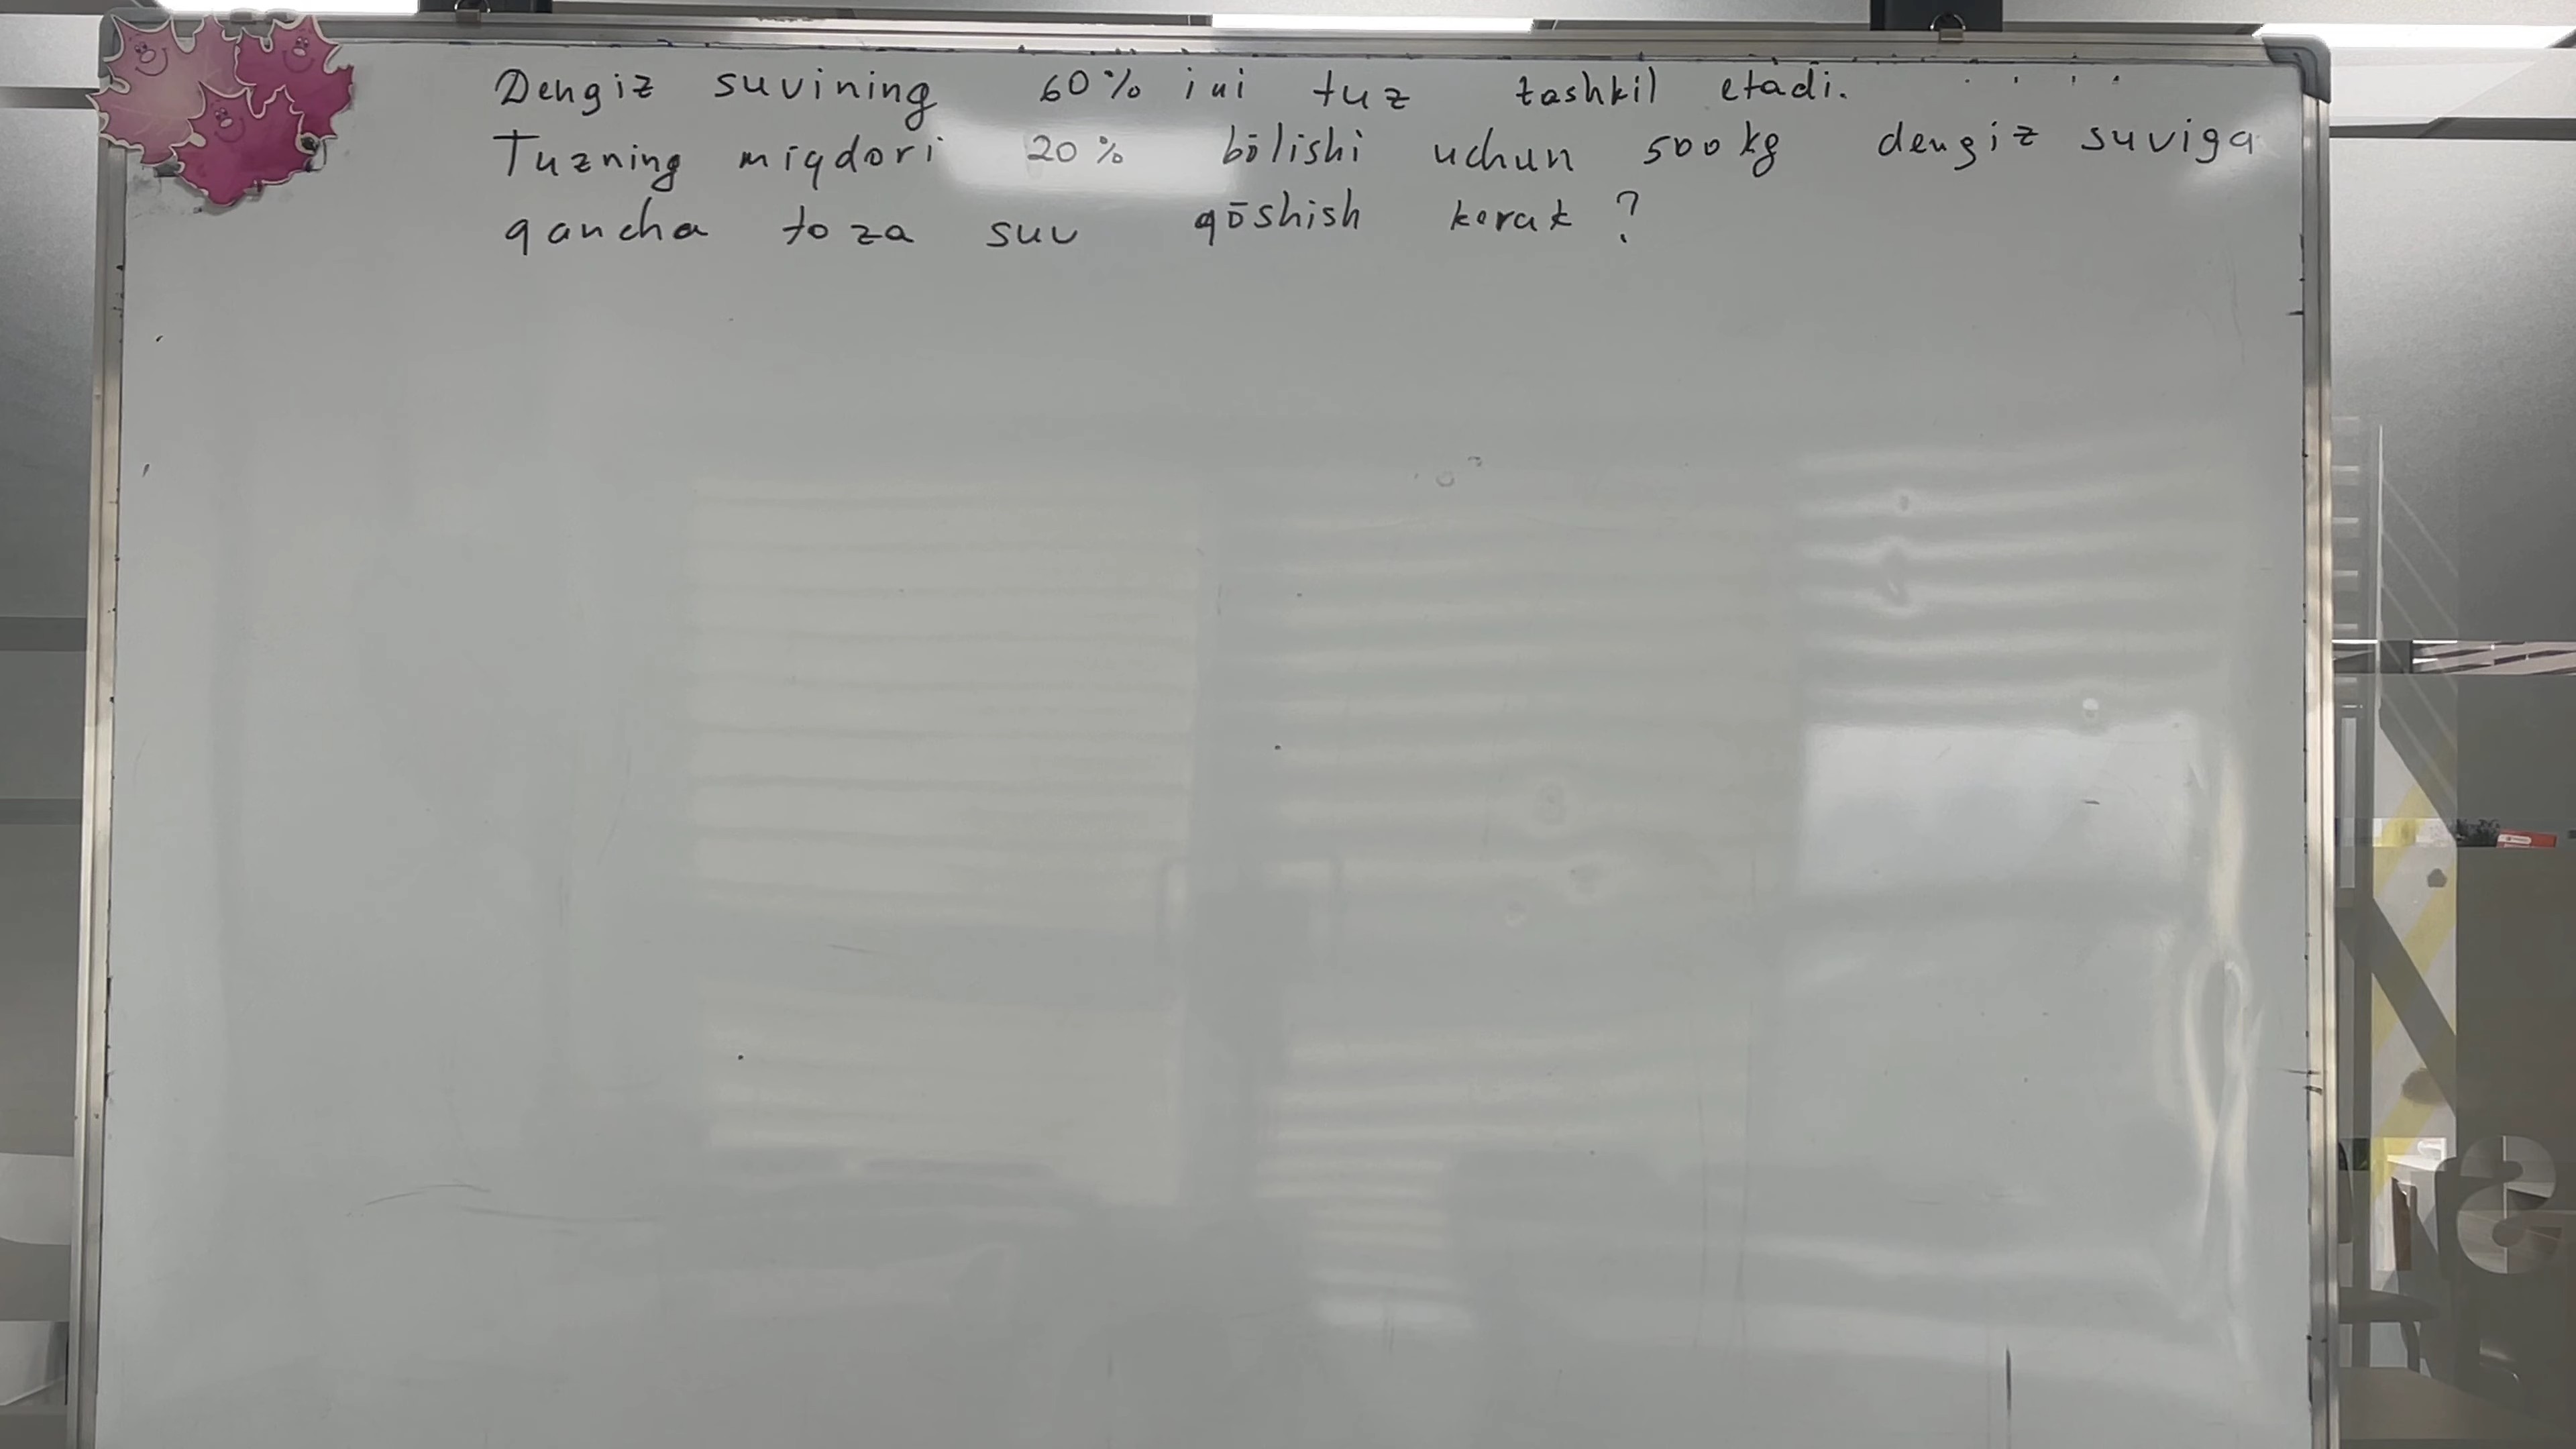 Dengiz suvining 60% ini tuz tashkil etadi.
Tuzning miqdori 20% bōlishi uchun 500 kg dengiz suviga
qancha toza suv qōshish kerak ?